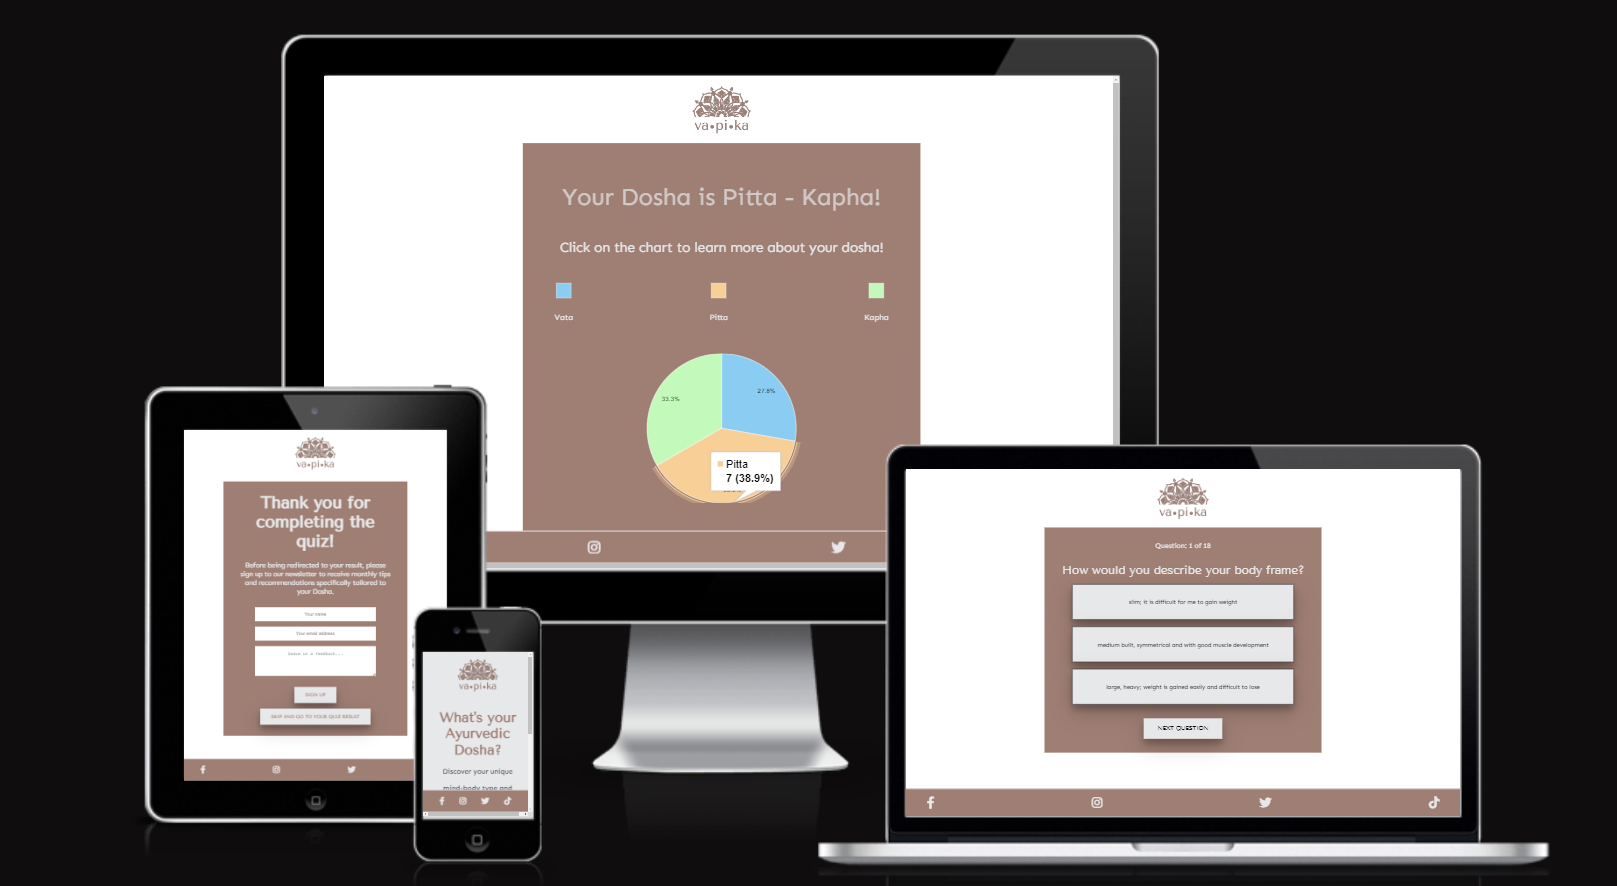 va•pi•ka
Your Dosha is Pitta - Kapha!
Click on the chart to learn more about your dosha!
Vata
Pitta
Kapha
27.8%
33.3%
Pitta
7 (38.9%)
va•pi•ka
Thank you for
completing the
quiz!
Before being redirected to your result, please
sign up to our newsletter to receive monthly tips
and recommendations specifically tailored to
your Dosha.
Your name
Your email address
Leave us a feedback...
SIGN UP
SKIP AND GO TO YOUR QUIZ RESULT
va•pi•ka
What's your
Ayurvedic
Dosha?
Discover your unique
mind-body type and
va•pi•ka
Question: 1 of 18
How would you describe your body frame?
slim; it is difficult for me to gain weight
medium built, symmetrical and with good muscle development
large, heavy; weight is gained easily and difficult to lose
NEXT QUESTION